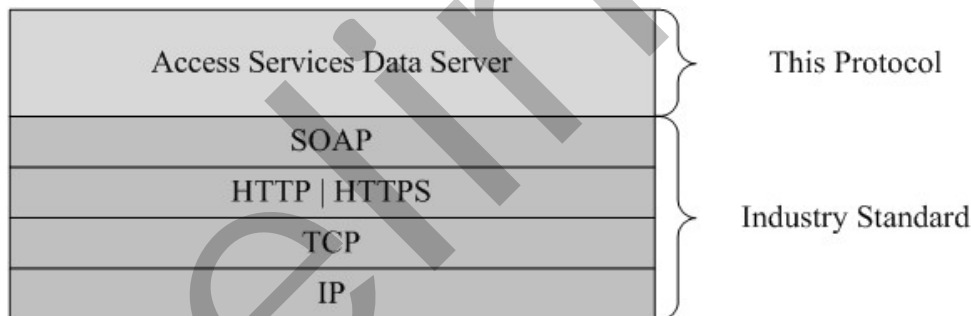 Access Services Data Server
This Protocol
SOAP
HTTP | HTTPS
TCP
IP
Industry Standard